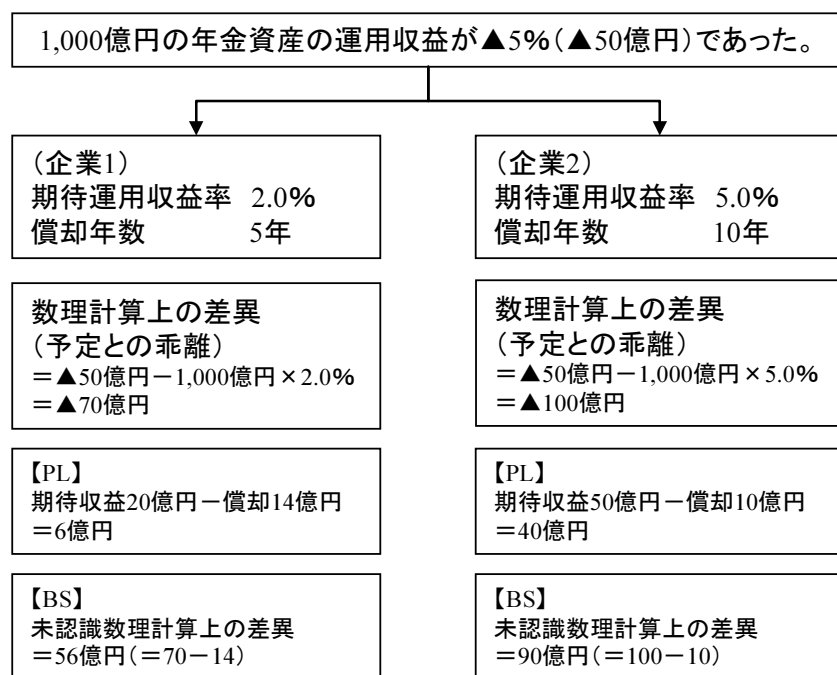 1,000億円の年金資産の運用収益が▲5%(▲50億円)であった。
(企業1)
期待運用収益率 2.0%
償却年数 5年
数理計算上の差異
(予定との乖離)
=▲50億円-1,000億円×2.0%
=▲70億円
【PL】
期待収益20億円-償却14億円
=6億円
【BS】
未認識数理計算上の差異
=56億円(=70-14)
(企業2)
期待運用収益率 5.0%
償却年数 10年
数理計算上の差異
(予定との乖離)
=▲50億円-1,000億円×5.0%
=▲100億円
【PL】
期待収益50億円-償却10億円
=40億円
【BS】
未認識数理計算上の差異
=90億円(=100-10)